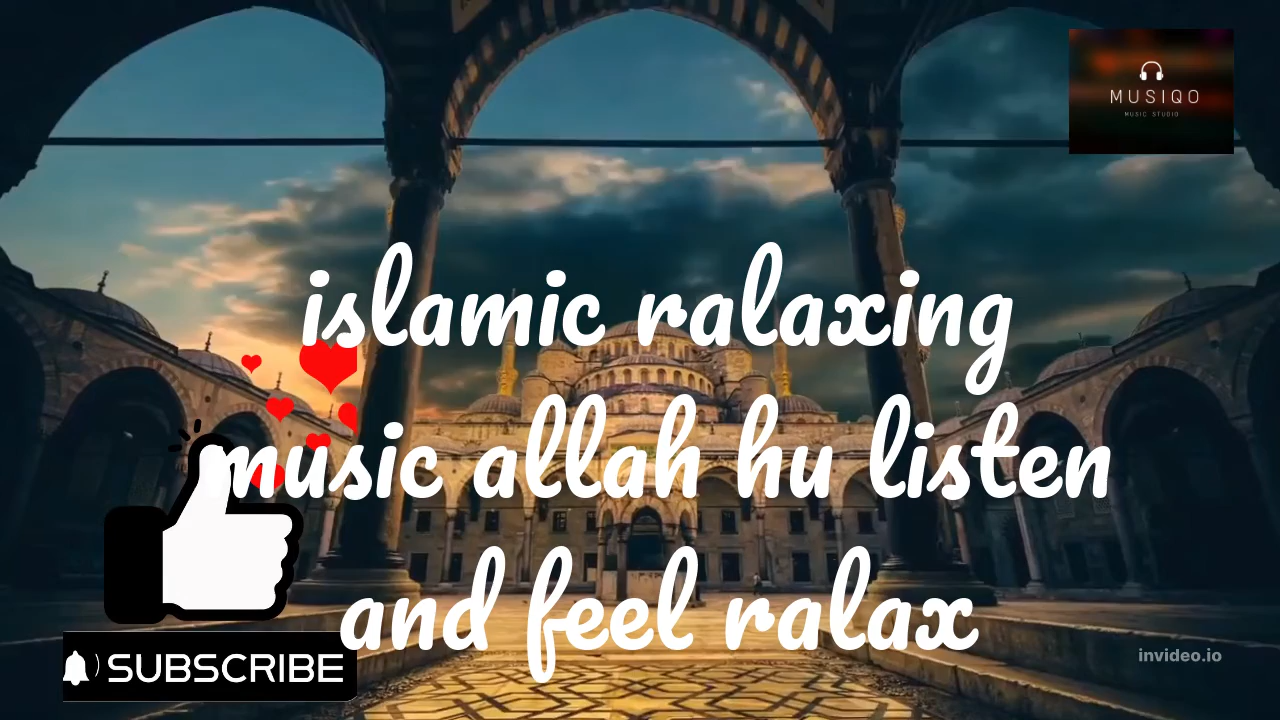 MUSIQO
MUSIC STUDIO
islamic ralaxing
music allah hu listen
and feel ralax
SUBSCRIBE
invideo.io